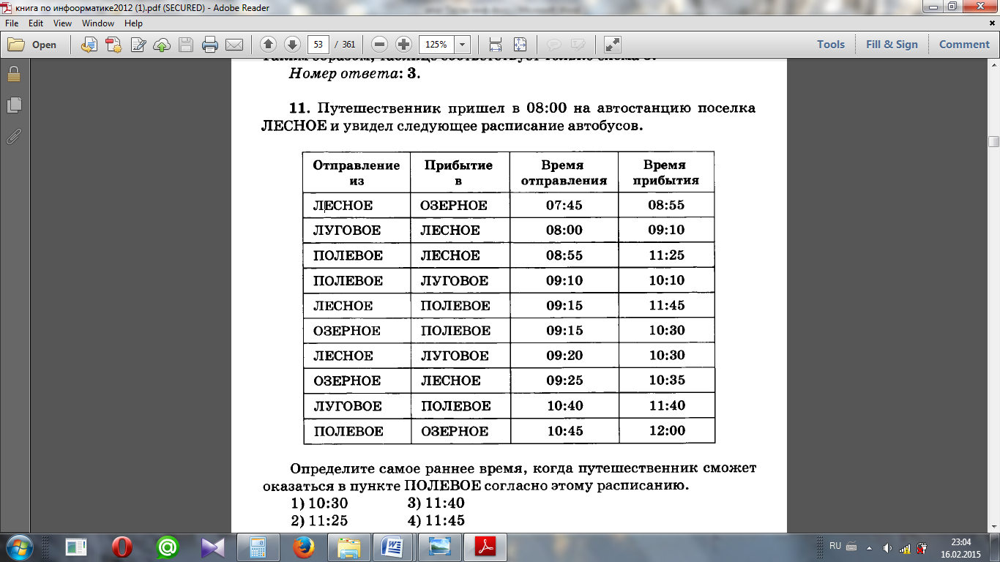 книга по инфоорматике2012 (1).pdf (SECURED) - Adobe Reader
File Edit View Window Help
Open 53 / 361 125% Tools Fill & Sign Comment
Номер ответа: 3.
11. Путешественник пришел в 08:00 на автостанцию поселка
ЛЕСНОЕ и увидел следующее расписание автобусов.
Отправление из Прибытие в Время отправления Время прибытия
ЛЕСНОЕ ОЗЕРНОЕ 07:45 08:55
ЛУГОВОЕ ЛЕСНОЕ 08:00 09:10
ПОЛЕВОЕ ЛЕСНОЕ 08:55 11:25
ПОЛЕВОЕ ЛУГОВОЕ 09:10 10:10
ЛЕСНОЕ ПОЛЕВОЕ 09:15 11:45
ОЗЕРНОЕ ПОЛЕВОЕ 09:15 10:30
ЛЕСНОЕ ЛУГОВОЕ 09:20 10:30
ОЗЕРНОЕ ЛЕСНОЕ 09:25 10:35
ЛУГОВОЕ ПОЛЕВОЕ 10:40 11:40
ПОЛЕВОЕ ОЗЕРНОЕ 10:45 12:00
Определите самое раннее время, когда путешественник сможет
оказаться в пункте ПОЛЕВОЕ согласно этому расписанию.
1) 10:30 3) 11:40
2) 11:25 4) 11:45
RU 23:04
16.02.2015